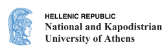 HELLENIC REPUBLIC
National and Kapodistrian
University of Athens